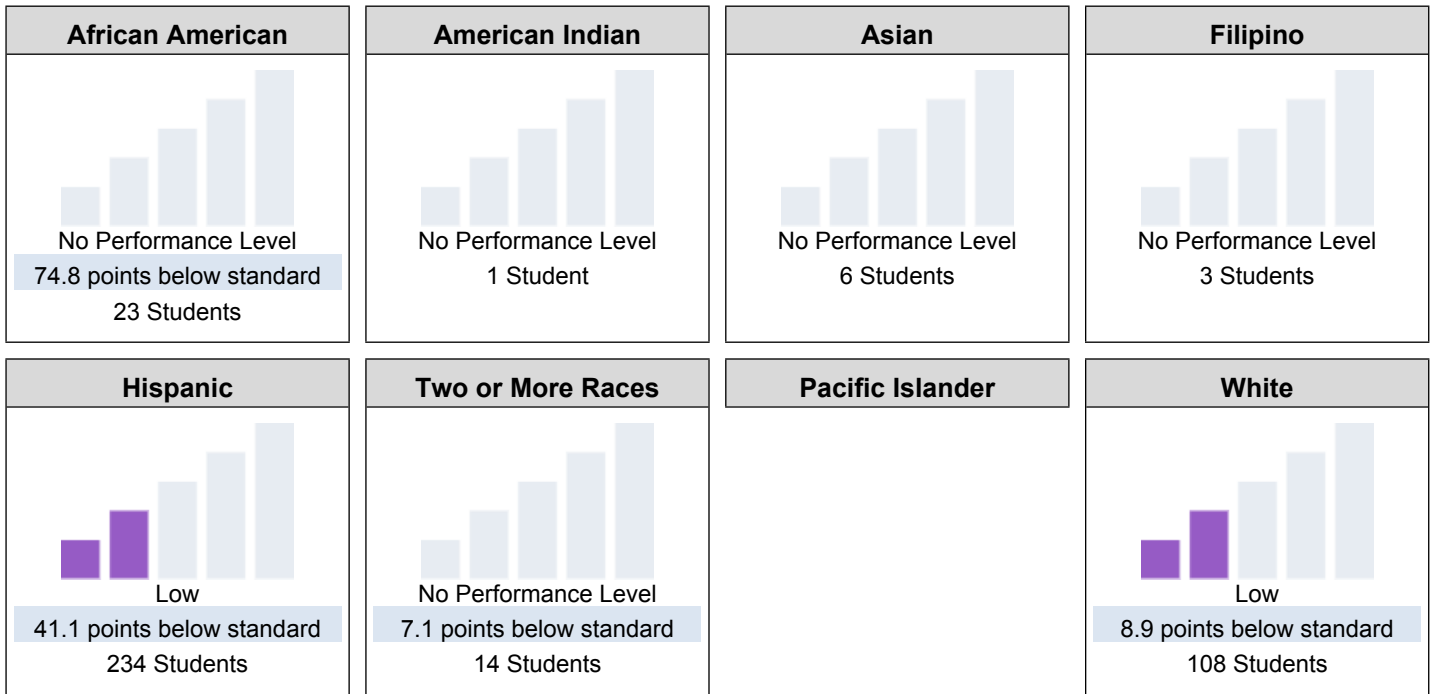 African American
No Performance Level
74.8 points below standard
23 Students
American Indian
No Performance Level
1 Student
Asian
No Performance Level
6 Students
Filipino
No Performance Level
3 Students
Hispanic
Low
41.1 points below standard
234 Students
Two or More Races
No Performance Level
7.1 points below standard
14 Students
Pacific Islander
White
Low
8.9 points below standard
108 Students